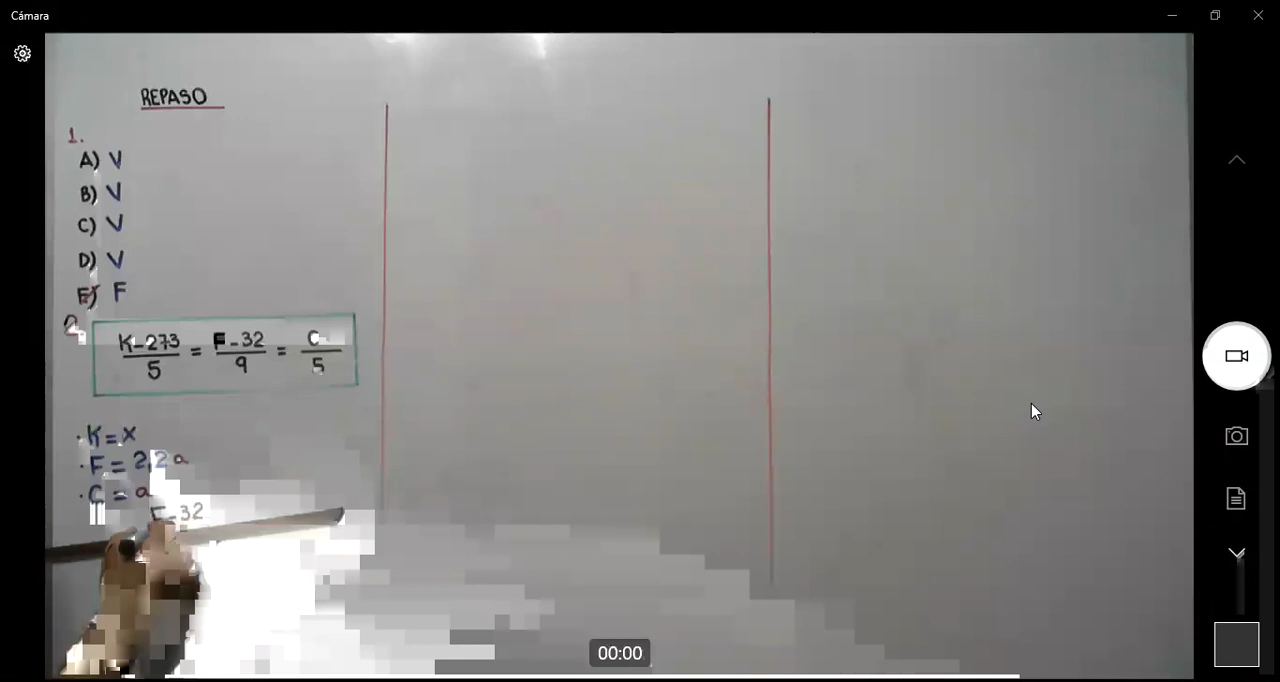 Cámara
REPASO
1.
A) V
B) V
C) V
D) V
E) F
2.
K-273 / 5 = F-32 / 9 = C / 5
· K = x
· F = 2,2a
· C = a
F-32
00:00